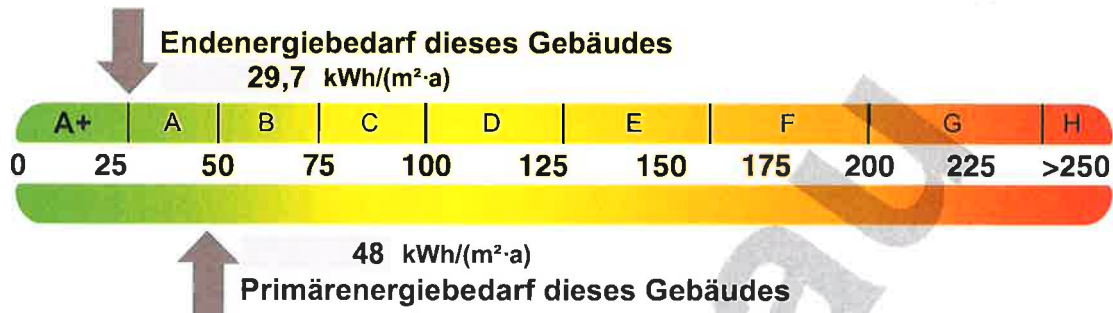 Endenergiebedarf dieses Gebäudes
29,7 kWh/(m²·a)
A+ A B C D E F G H
0 25 50 75 100 125 150 175 200 225 >250
48 kWh/(m²·a)
Primärenergiebedarf dieses Gebäudes